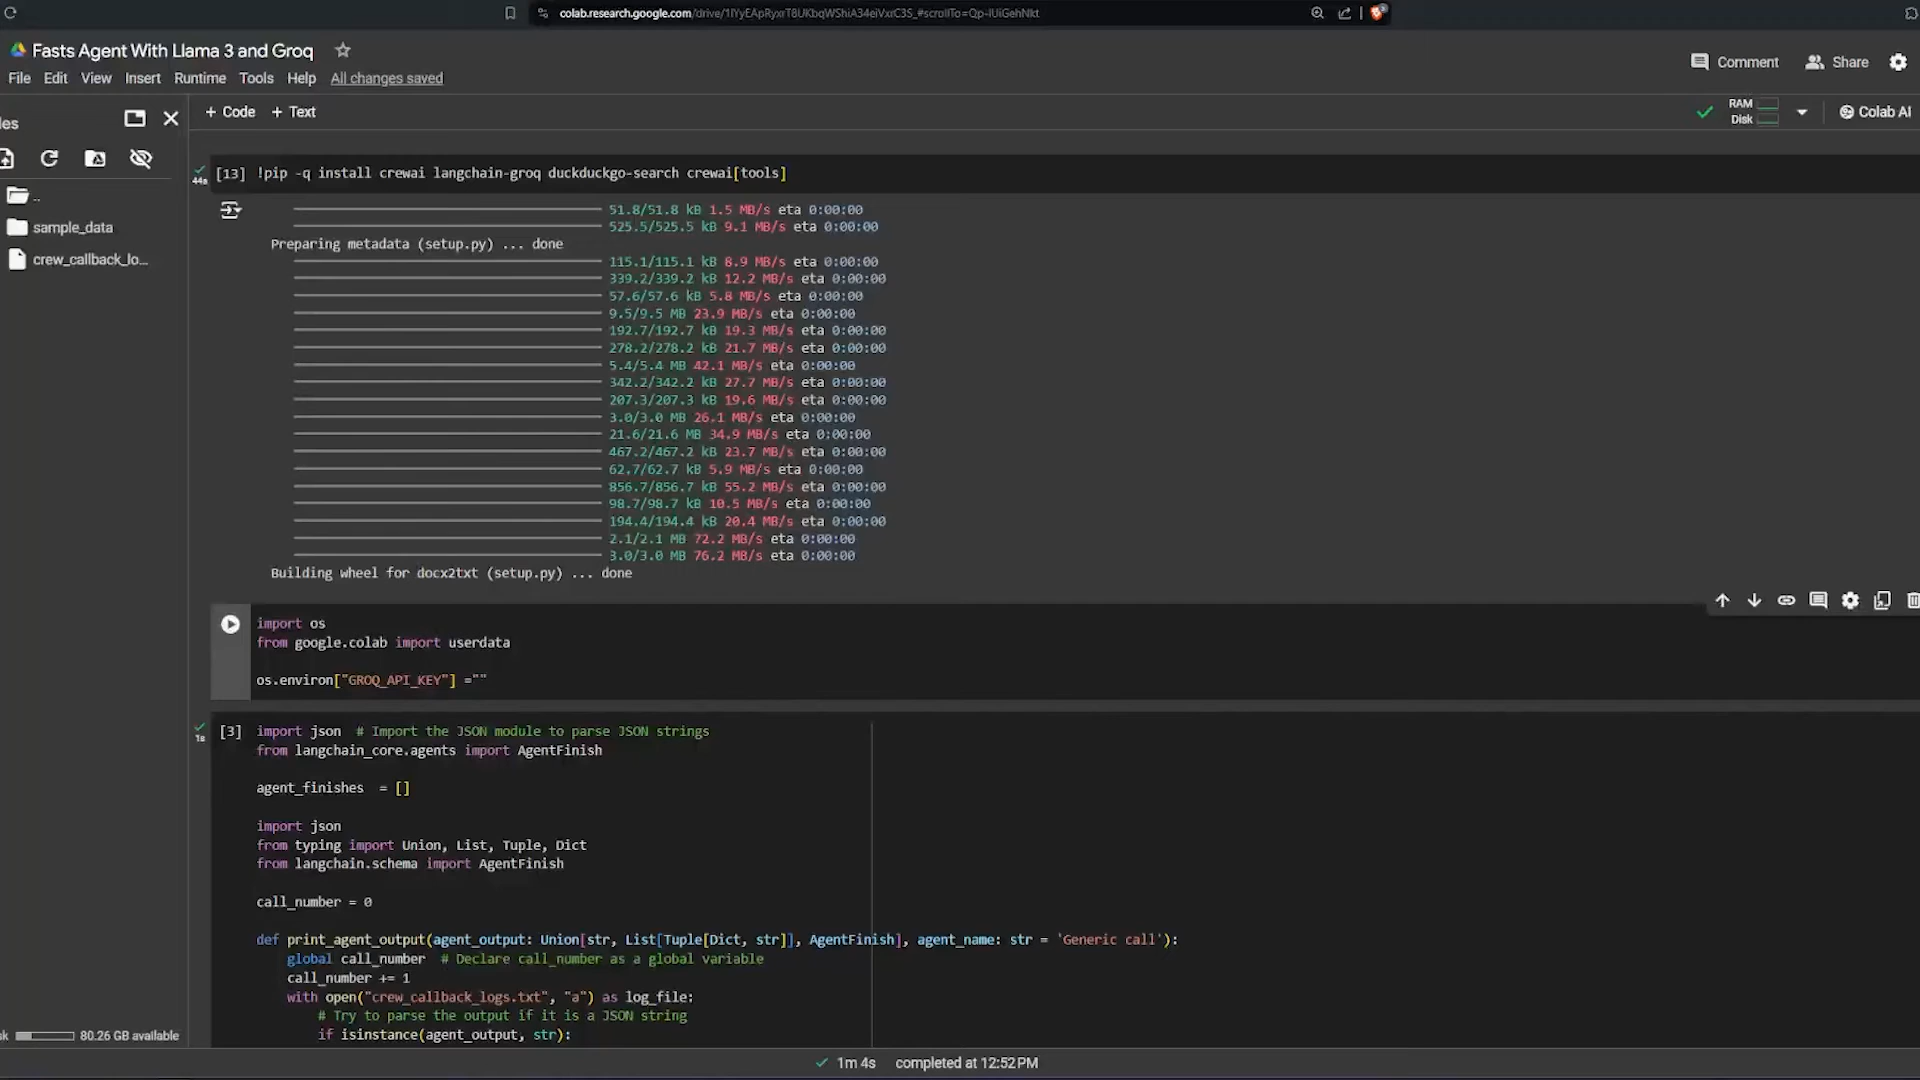 colab.research.google.com
Fasts Agent With Llama 3 and Groq
File Edit View Insert Runtime Tools Help All changes saved
Comment Share
les
+ Code + Text
RAM
Disk
Colab AI
..
sample_data
crew_callback_lo...
44s
[13] !pip -q install crewai langchain-groq duckduckgo-search crewai[tools]
51.8/51.8 kB 1.5 MB/s eta 0:00:00
525.5/525.5 kB 9.1 MB/s eta 0:00:00
Preparing metadata (setup.py) ... done
115.1/115.1 kB 8.9 MB/s eta 0:00:00
339.2/339.2 kB 12.2 MB/s eta 0:00:00
57.6/57.6 kB 5.8 MB/s eta 0:00:00
9.5/9.5 MB 23.9 MB/s eta 0:00:00
192.7/192.7 kB 19.3 MB/s eta 0:00:00
278.2/278.2 kB 21.7 MB/s eta 0:00:00
5.4/5.4 MB 42.1 MB/s eta 0:00:00
342.2/342.2 kB 27.7 MB/s eta 0:00:00
207.3/207.3 kB 19.6 MB/s eta 0:00:00
3.0/3.0 MB 26.1 MB/s eta 0:00:00
21.6/21.6 MB 34.9 MB/s eta 0:00:00
467.2/467.2 kB 23.7 MB/s eta 0:00:00
62.7/62.7 kB 5.9 MB/s eta 0:00:00
856.7/856.7 kB 55.2 MB/s eta 0:00:00
98.7/98.7 kB 10.5 MB/s eta 0:00:00
194.4/194.4 kB 20.4 MB/s eta 0:00:00
2.1/2.1 MB 72.2 MB/s eta 0:00:00
3.0/3.0 MB 76.2 MB/s eta 0:00:00
Building wheel for docx2txt (setup.py) ... done
import os
from google.colab import userdata
os.environ["GROQ_API_KEY"] =""
1s
[3] import json # Import the JSON module to parse JSON strings
from langchain_core.agents import AgentFinish
agent_finishes = []
import json
from typing import Union, List, Tuple, Dict
from langchain.schema import AgentFinish
call_number = 0
def print_agent_output(agent_output: Union[str, List[Tuple[Dict, str]], AgentFinish], agent_name: str = 'Generic call'):
global call_number # Declare call_number as a global variable
call_number += 1
with open("crew_callback_logs.txt", "a") as log_file:
# Try to parse the output if it is a JSON string
if isinstance(agent_output, str):
sk 80.26 GB available
1m 4s completed at 12:52 PM